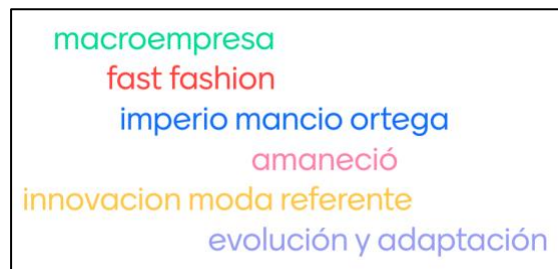 macroempresa
fast fashion
imperio mancio ortega
amaneció
innovacion moda referente
evolución y adaptación